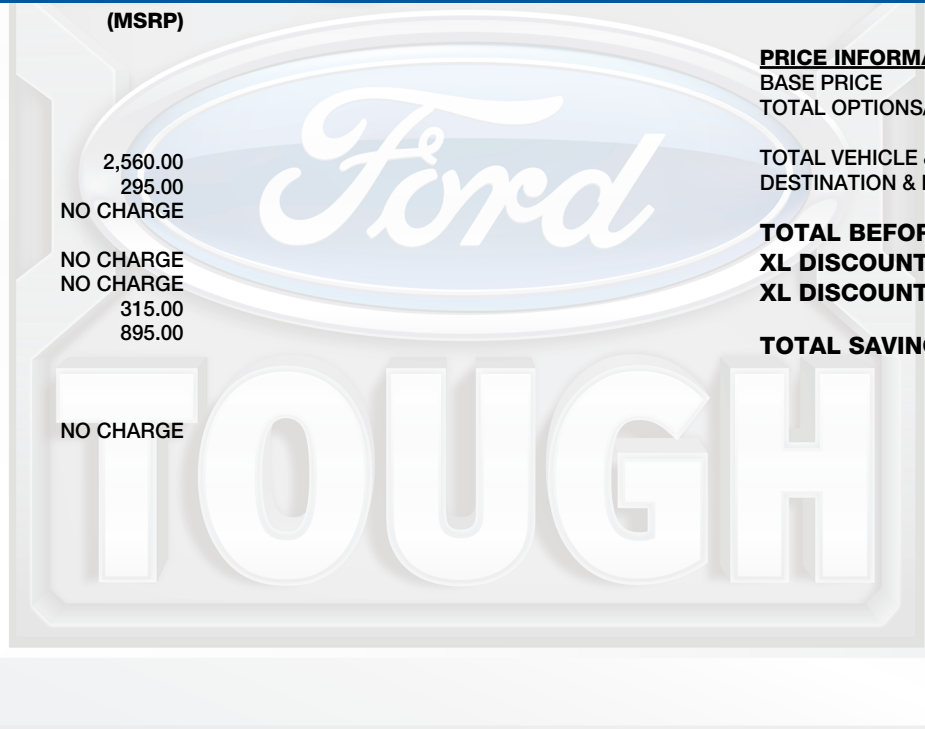 (MSRP)
2,560.00
295.00
NO CHARGE
NO CHARGE
NO CHARGE
315.00
895.00
NO CHARGE
PRICE INFORMA
BASE PRICE
TOTAL OPTIONS/
TOTAL VEHICLE &
DESTINATION &
TOTAL BEFOR
XL DISCOUNT
XL DISCOUNT
TOTAL SAVING
Ford
TOUGH